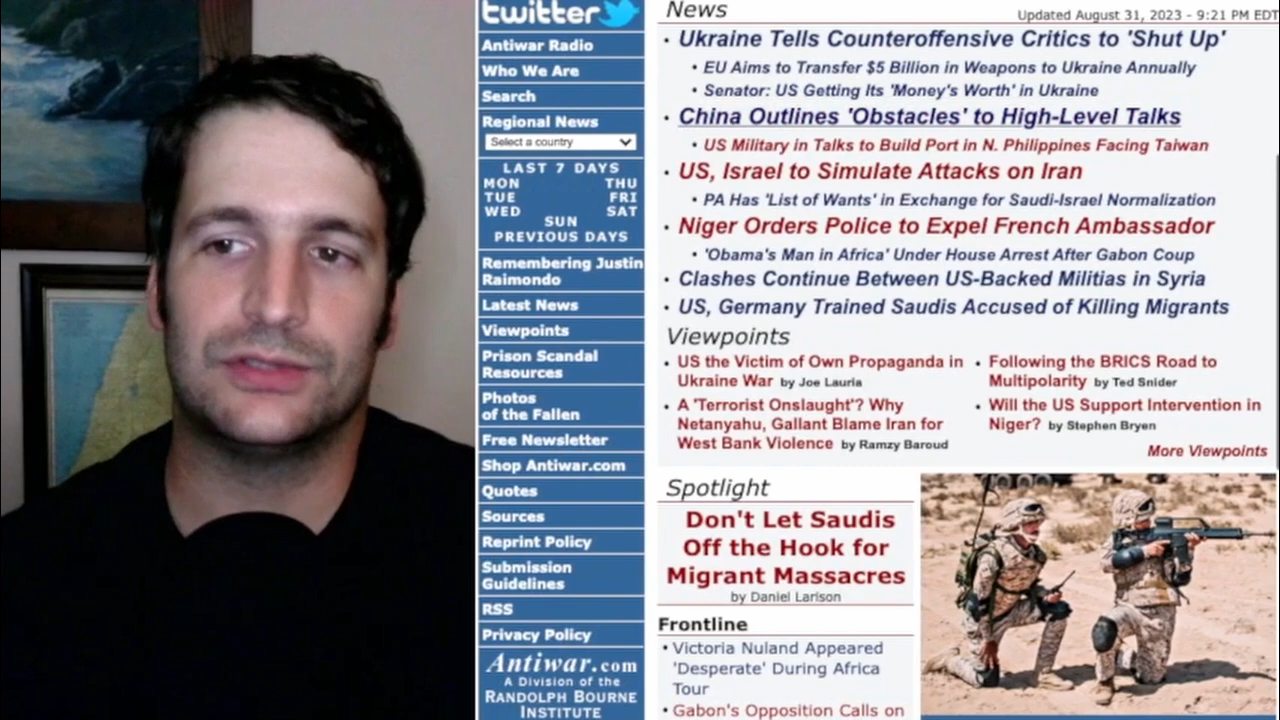 twitter
Antiwar Radio
Who We Are
Search
Regional News
Select a country
LAST 7 DAYS
MON THU
TUE FRI
WED SAT
SUN
PREVIOUS DAYS
Remembering Justin
Raimondo
Latest News
Viewpoints
Prison Scandal
Resources
Photos
of the Fallen
Free Newsletter
Shop Antiwar.com
Quotes
Sources
Reprint Policy
Submission
Guidelines
RSS
Privacy Policy
Antiwar.com
A Division of the
RANDOLPH BOURNE
INSTITUTE
News
Updated August 31, 2023 - 9:21 PM EDT
• Ukraine Tells Counteroffensive Critics to 'Shut Up'
• EU Aims to Transfer $5 Billion in Weapons to Ukraine Annually
• Senator: US Getting Its 'Money's Worth' in Ukraine
• China Outlines 'Obstacles' to High-Level Talks
• US Military in Talks to Build Port in N. Philippines Facing Taiwan
• US, Israel to Simulate Attacks on Iran
• PA Has 'List of Wants' in Exchange for Saudi-Israel Normalization
• Niger Orders Police to Expel French Ambassador
• 'Obama's Man in Africa' Under House Arrest After Gabon Coup
• Clashes Continue Between US-Backed Militias in Syria
• US, Germany Trained Saudis Accused of Killing Migrants
Viewpoints
• US the Victim of Own Propaganda in
Ukraine War by Joe Lauria
• A 'Terrorist Onslaught'? Why
Netanyahu, Gallant Blame Iran for
West Bank Violence by Ramzy Baroud
• Following the BRICS Road to
Multipolarity by Ted Snider
• Will the US Support Intervention in
Niger? by Stephen Bryen
More Viewpoints
Spotlight
Don't Let Saudis
Off the Hook for
Migrant Massacres
by Daniel Larison
Frontline
• Victoria Nuland Appeared
'Desperate' During Africa
Tour
• Gabon's Opposition Calls on